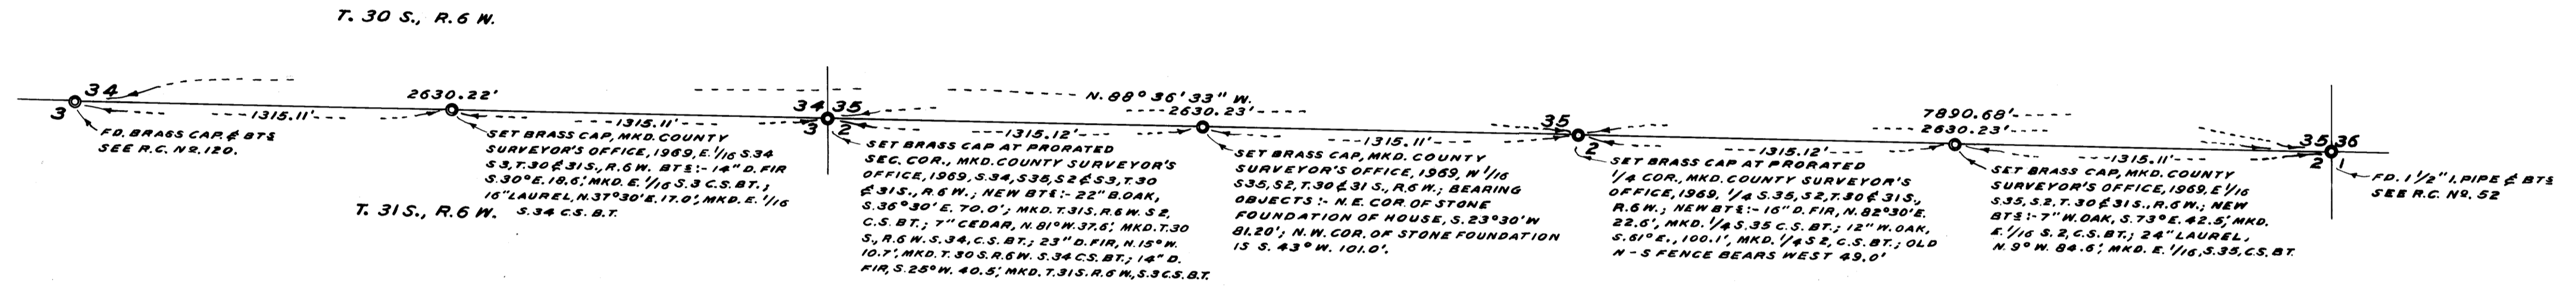 T. 30 S., R. 6 W.
34
3
1315.11'
2630.22'
1315.11'
34 35
3 2
N. 88° 36' 33" W.
2630.23'
1315.12'
1315.11'
35
2
7890.68'
2630.23'
1315.12'
1315.11'
35 36
2 1
FD. BRASS CAP. & BTS
SEE R.C. NO. 120.
SET BRASS CAP, MKD. COUNTY
SURVEYOR'S OFFICE, 1969, E. 1/16 S.34
S3, T.30 & 31 S., R.6 W. BTS:- 14" D. FIR
S.30° E. 18.6', MKD. E. 1/16 S.3 C.S. BT.;
16" LAUREL, N.37°30' E. 17.0', MKD. E. 1/16
S.34 C.S. B.T.
T. 31 S., R.6 W.
SET BRASS CAP AT PRORATED
SEC. COR., MKD. COUNTY SURVEYOR'S
OFFICE, 1969, S.34, S35, S2 & S3, T.30
& 31 S., R.6 W.; NEW BTS:- 22" B. OAK,
S.36°30' E. 70.0'; MKD. T.31S, R.6 W. S 2,
C.S. BT.; 7" CEDAR, N.81° W. 37.6', MKD. T.30
S., R.6 W. S.34, C.S. BT.; 23" D. FIR, N.15° W.
10.7', MKD. T.30 S. R.6 W. S.34 C.S. BT.; 14" D.
FIR, S.25° W. 40.5', MKD. T.31 S. R.6 W., S.3 C.S. B.T.
SET BRASS CAP, MKD. COUNTY
SURVEYOR'S OFFICE, 1969, W 1/16
S35, S2, T.30 & 31 S., R.6 W.; BEARING
OBJECTS :- N.E. COR. OF STONE
FOUNDATION OF HOUSE, S.23°30' W
81.20'; N.W. COR. OF STONE FOUNDATION
IS S. 43° W. 101.0'.
SET BRASS CAP AT PRORATED
1/4 COR., MKD. COUNTY SURVEYOR'S
OFFICE, 1969, 1/4 S.35, S2, T.30 & 31 S.,
R.6 W.; NEW BTS:- 16" D. FIR, N.82°30' E.
22.6', MKD. 1/4 S.35 C.S. BT.; 12" W. OAK,
S.61° E., 100.1', MKD. 1/4 S 2, C.S. BT.; OLD
N-S FENCE BEARS WEST 49.0'
SET BRASS CAP, MKD. COUNTY
SURVEYOR'S OFFICE, 1969, E 1/16
S35, S.2, T.30 & 31 S., R.6 W.; NEW
BTS:- 7" W. OAK, S.73° E. 42.5', MKD.
E. 1/16 S. 2, C.S. BT.; 24" LAUREL,
N. 9° W. 84.6', MKD. E. 1/16, S.35, C.S. BT.
FD. 1 1/2" I. PIPE & BTS
SEE R.C. NO. 52